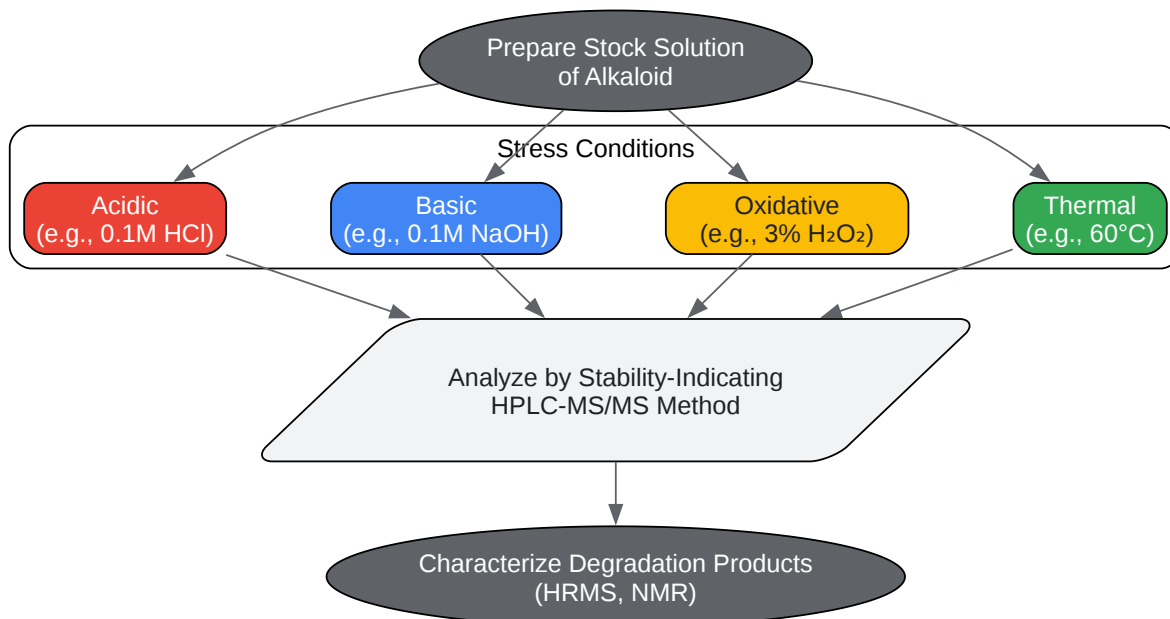 Prepare Stock Solution
of Alkaloid
Stress Conditions
Acidic
(e.g., 0.1M HCl)
Basic
(e.g., 0.1M NaOH)
Oxidative
(e.g., 3% H₂O₂)
Thermal
(e.g., 60°C)
Analyze by Stability-Indicating
HPLC-MS/MS Method
Characterize Degradation Products
(HRMS, NMR)